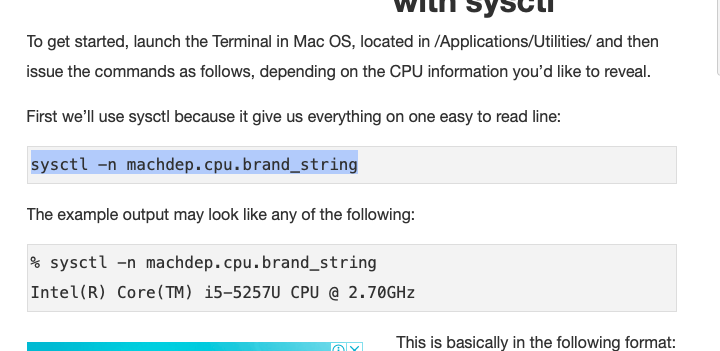 with sysctl
To get started, launch the Terminal in Mac OS, located in /Applications/Utilities/ and then
issue the commands as follows, depending on the CPU information you’d like to reveal.
First we’ll use sysctl because it give us everything on one easy to read line:
sysctl -n machdep.cpu.brand_string
The example output may look like any of the following:
% sysctl -n machdep.cpu.brand_string
Intel(R) Core(TM) i5-5257U CPU @ 2.70GHz
This is basically in the following format: